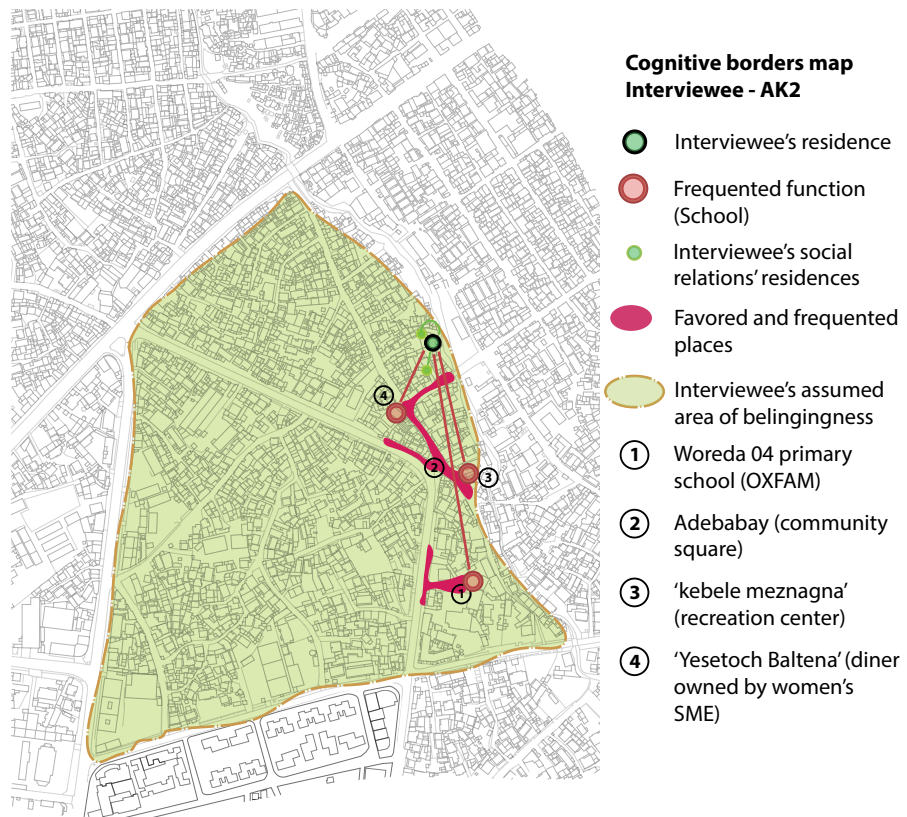 Cognitive borders map
Interviewee - AK2
Interviewee's residence
Frequented function
(School)
Interviewee's social
relations' residences
Favored and frequented
places
Interviewee's assumed
area of belingingness
1 Woreda 04 primary
school (OXFAM)
2 Adebabay (community
square)
3 'kebele meznagna'
(recreation center)
4 'Yesetoch Baltena' (diner
owned by women's
SME)
4
2
3
1